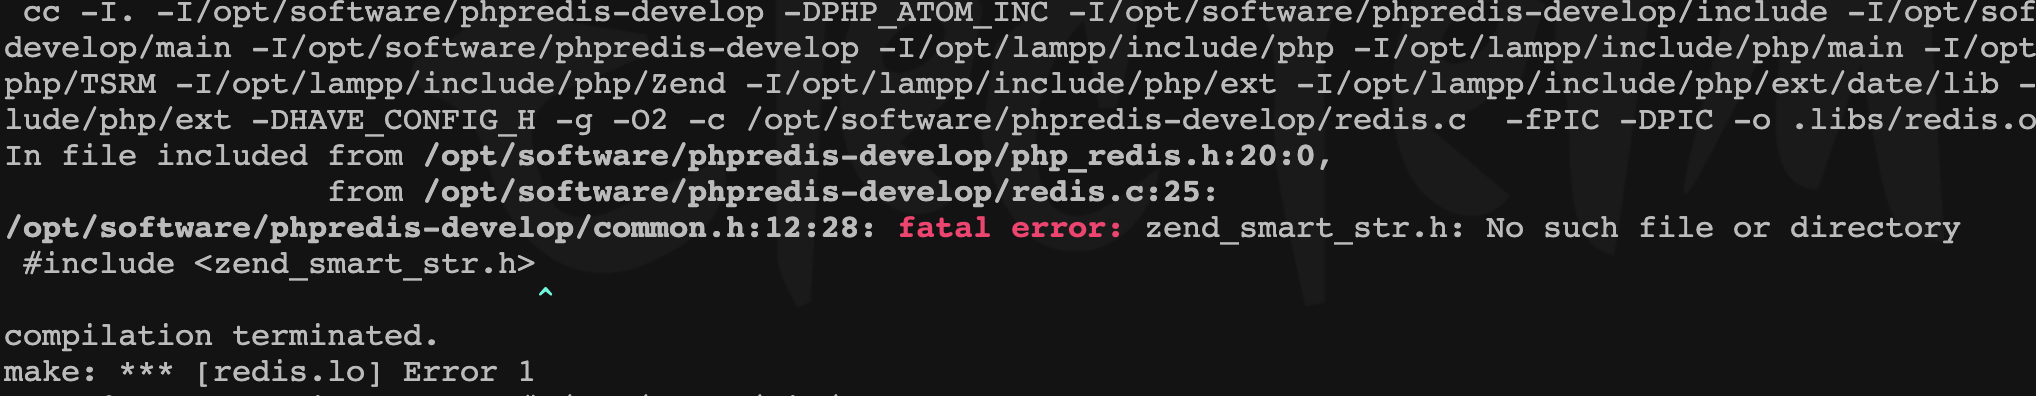 cc -I. -I/opt/software/phpredis-develop -DPHP_ATOM_INC -I/opt/software/phpredis-develop/include -I/opt/sof
develop/main -I/opt/software/phpredis-develop -I/opt/lampp/include/php -I/opt/lampp/include/php/main -I/opt
php/TSRM -I/opt/lampp/include/php/Zend -I/opt/lampp/include/php/ext -I/opt/lampp/include/php/ext/date/lib -
lude/php/ext -DHAVE_CONFIG_H -g -O2 -c /opt/software/phpredis-develop/redis.c  -fPIC -DPIC -o .libs/redis.o
In file included from /opt/software/phpredis-develop/php_redis.h:20:0,
                 from /opt/software/phpredis-develop/redis.c:25:
/opt/software/phpredis-develop/common.h:12:28: fatal error: zend_smart_str.h: No such file or directory
 #include <zend_smart_str.h>
                            ^
compilation terminated.
make: *** [redis.lo] Error 1